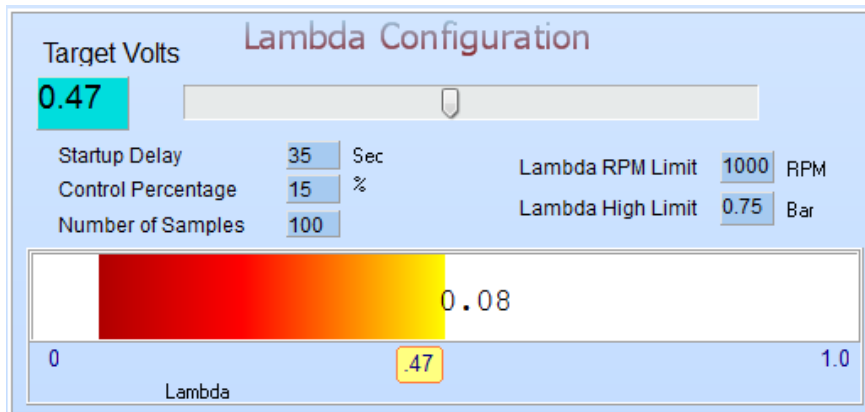 Lambda Configuration
Target Volts
0.47
Startup Delay 35 Sec
Control Percentage 15 %
Number of Samples 100
Lambda RPM Limit 1000 RPM
Lambda High Limit 0.75 Bar
0.08
0 .47 1.0
Lambda